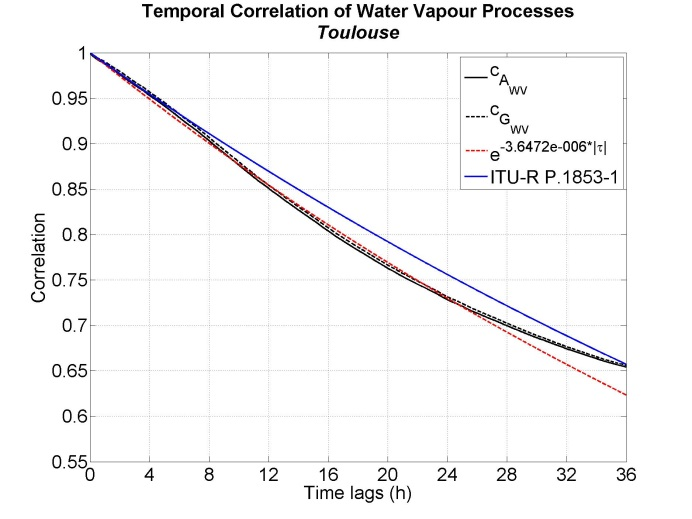 Temporal Correlation of Water Vapour Processes
Toulouse
1
0.95
0.9
0.85
0.8
0.75
0.7
0.65
0.6
0.55
Correlation
c_A_WV
c_G_WV
e^-3.6472e-006*|τ|
ITU-R P.1853-1
0 4 8 12 16 20 24 28 32 36
Time lags (h)